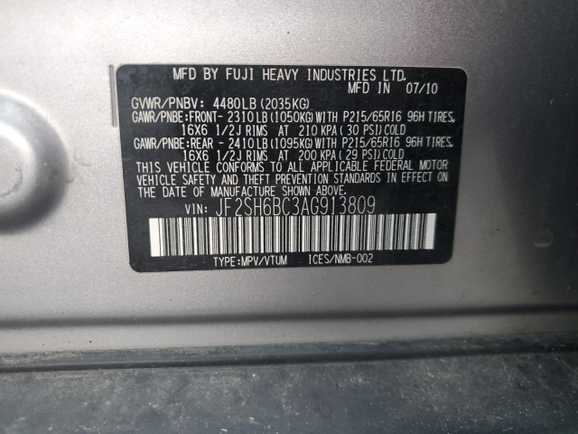 MFD BY FUJI HEAVY INDUSTRIES LTD.
MFD IN 07/10
GVWR/PNBV: 4480LB (2035KG)
GAWR/PNBE:FRONT- 2310LB(1050KG)WITH P215/65R16 96H TIRES,
16X6 1/2J RIMS AT 210 KPA (30 PSI)COLD
GAWR/PNBE:REAR - 2410LB(1095KG)WITH P215/65R16 96H TIRES,
16X6 1/2J RIMS AT 200 KPA (29 PSI)COLD
THIS VEHICLE CONFORMS TO ALL APPLICABLE FEDERAL MOTOR
VEHICLE SAFETY AND THEFT PREVENTION STANDARDS IN EFFECT
ON THE DATE OF MANUFACTURE SHOWN ABOVE.
VIN: JF2SH6BC3AG913809
TYPE:MPV/VTUM ICES/NMB-002